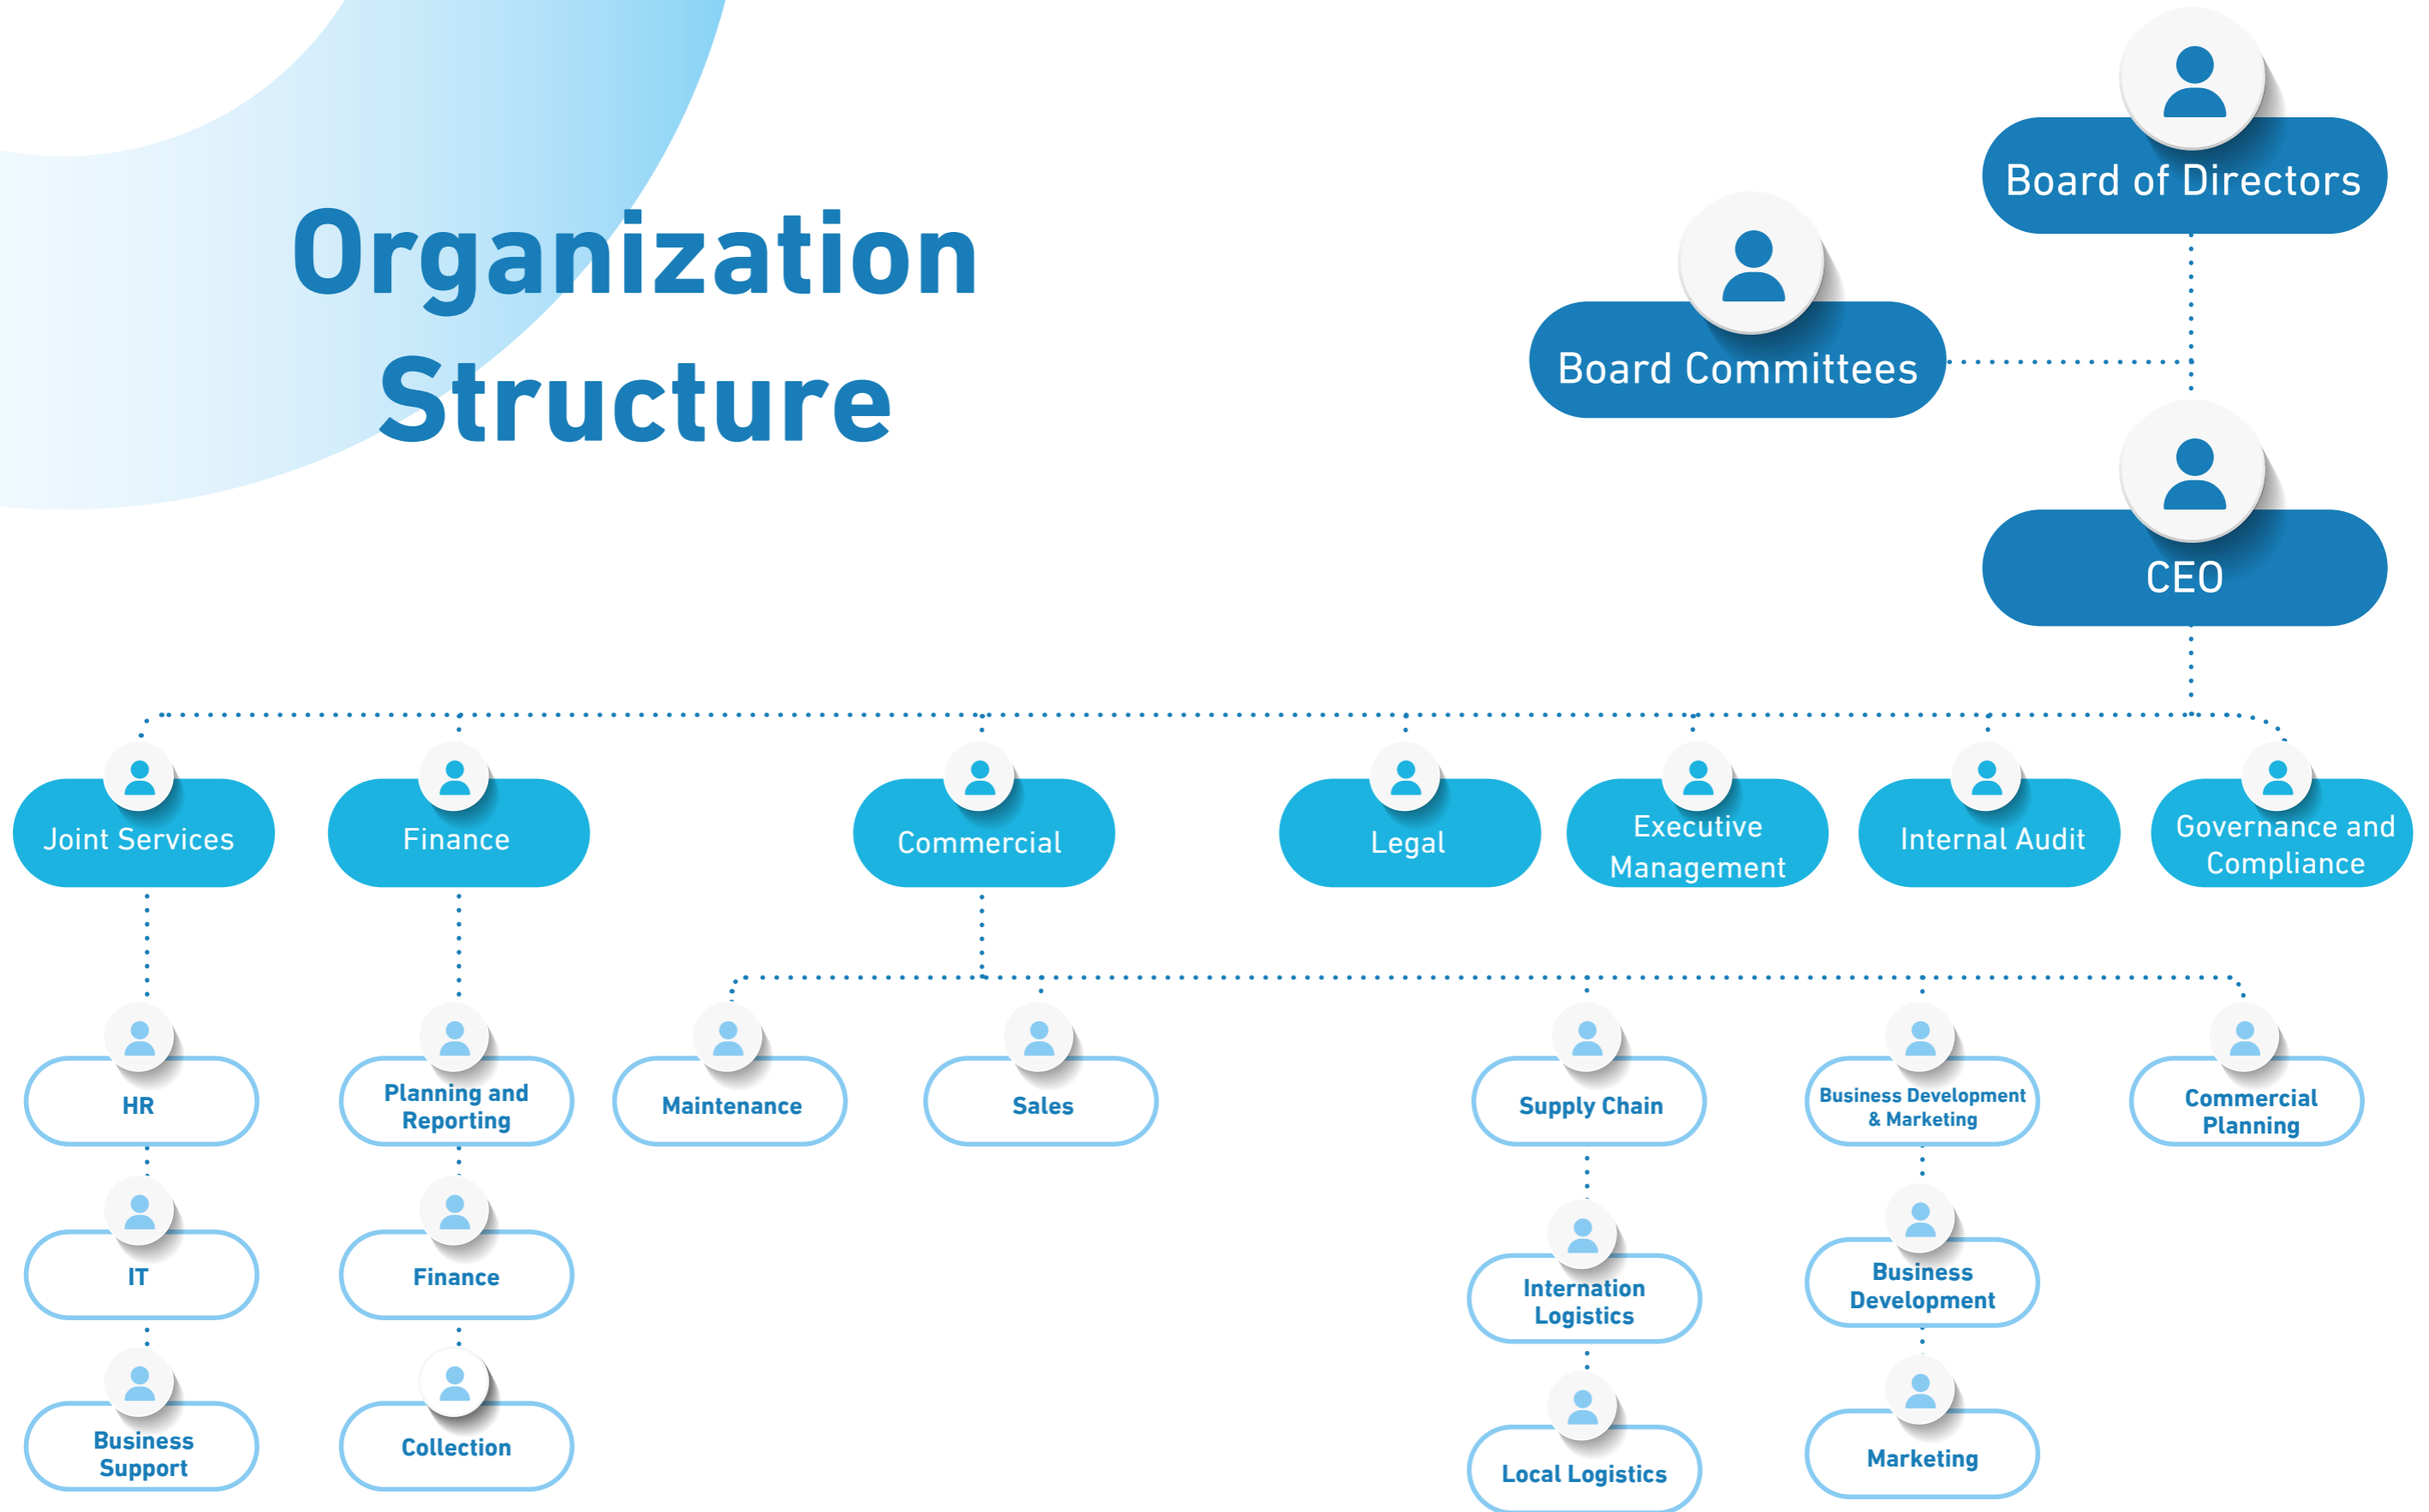 Organization
Structure
Board of Directors
Board Committees
CEO
Joint Services
Finance
Commercial
Legal
Executive
Management
Internal Audit
Governance and
Compliance
HR
Planning and
Reporting
Maintenance
Sales
Supply Chain
Business Development
& Marketing
Commercial
Planning
IT
Finance
Internation
Logistics
Business
Development
Business
Support
Collection
Local Logistics
Marketing